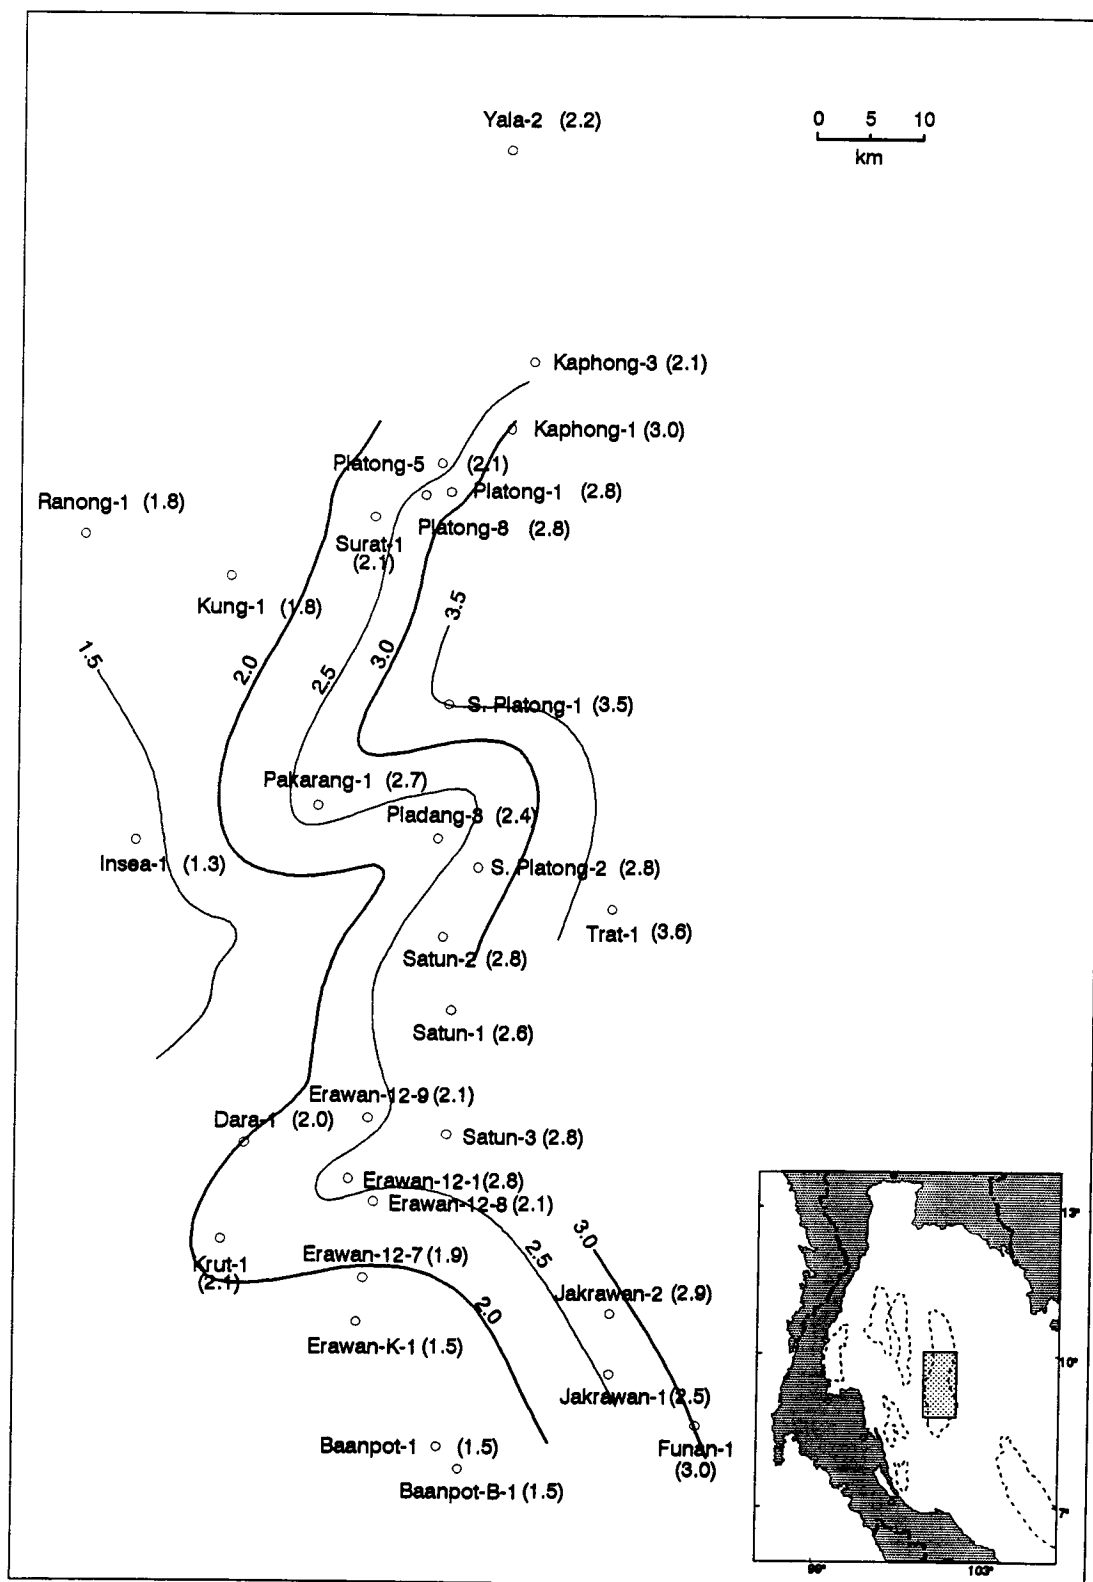 Yala-2 (2.2)
0 5 10
km
Kaphong-3 (2.1)
Kaphong-1 (3.0)
Platong-5 (2.1)
Platong-1 (2.8)
Ranong-1 (1.8)
Platong-8 (2.8)
Surat-1
(2.1)
Kung-1 (1.8)
3.5
1.5
2.0
2.5
3.0
S. Platong-1 (3.5)
Pakarang-1 (2.7)
Pladang-3 (2.4)
Insea-1 (1.3)
S. Platong-2 (2.8)
Trat-1 (3.6)
Satun-2 (2.8)
Satun-1 (2.6)
Erawan-12-9 (2.1)
Dara-1 (2.0)
Satun-3 (2.8)
Erawan-12-1 (2.8)
Erawan-12-8 (2.1)
Krut-1
(2.1)
Erawan-12-7 (1.9)
2.5
3.0
2.0
Jakrawan-2 (2.9)
Erawan-K-1 (1.5)
Jakrawan-1 (2.5)
Baanpot-1 (1.5)
Baanpot-B-1 (1.5)
Funan-1
(3.0)
13°
10°
7°
99° 103°